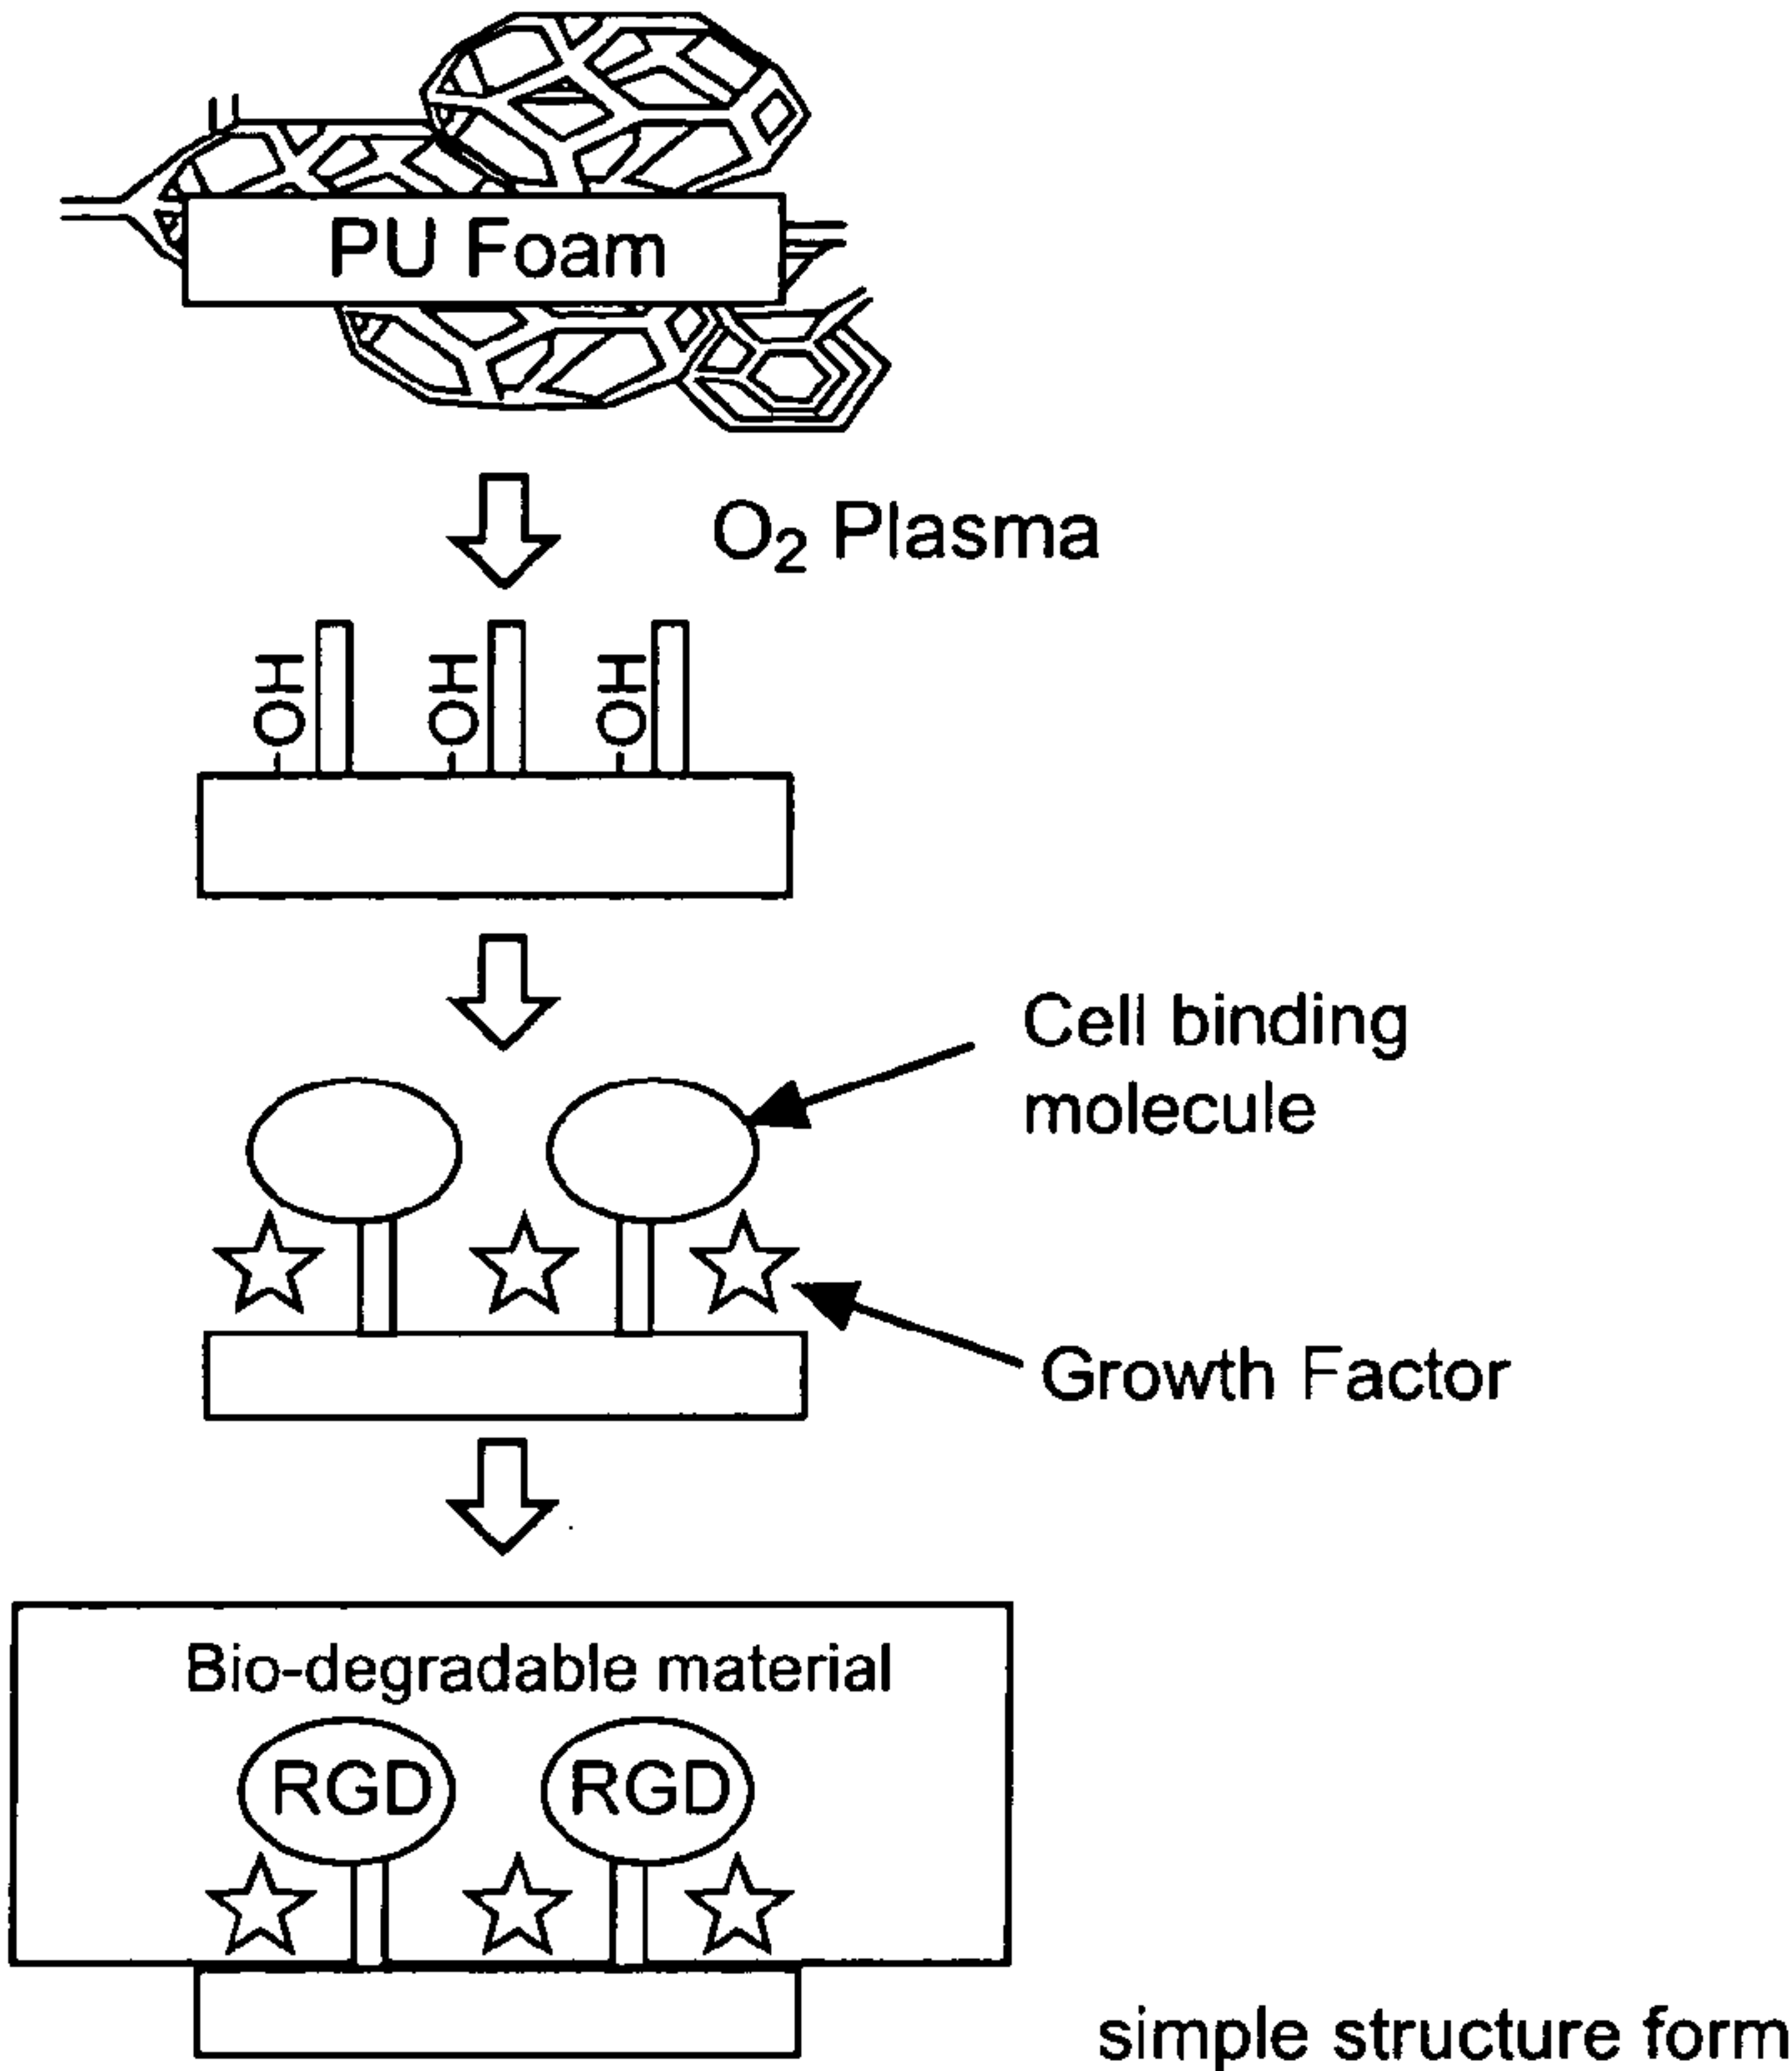 PU Foam
O₂ Plasma
-OH -OH -OH
Cell binding
molecule
Growth Factor
Bio-degradable material
RGD RGD
simple structure form